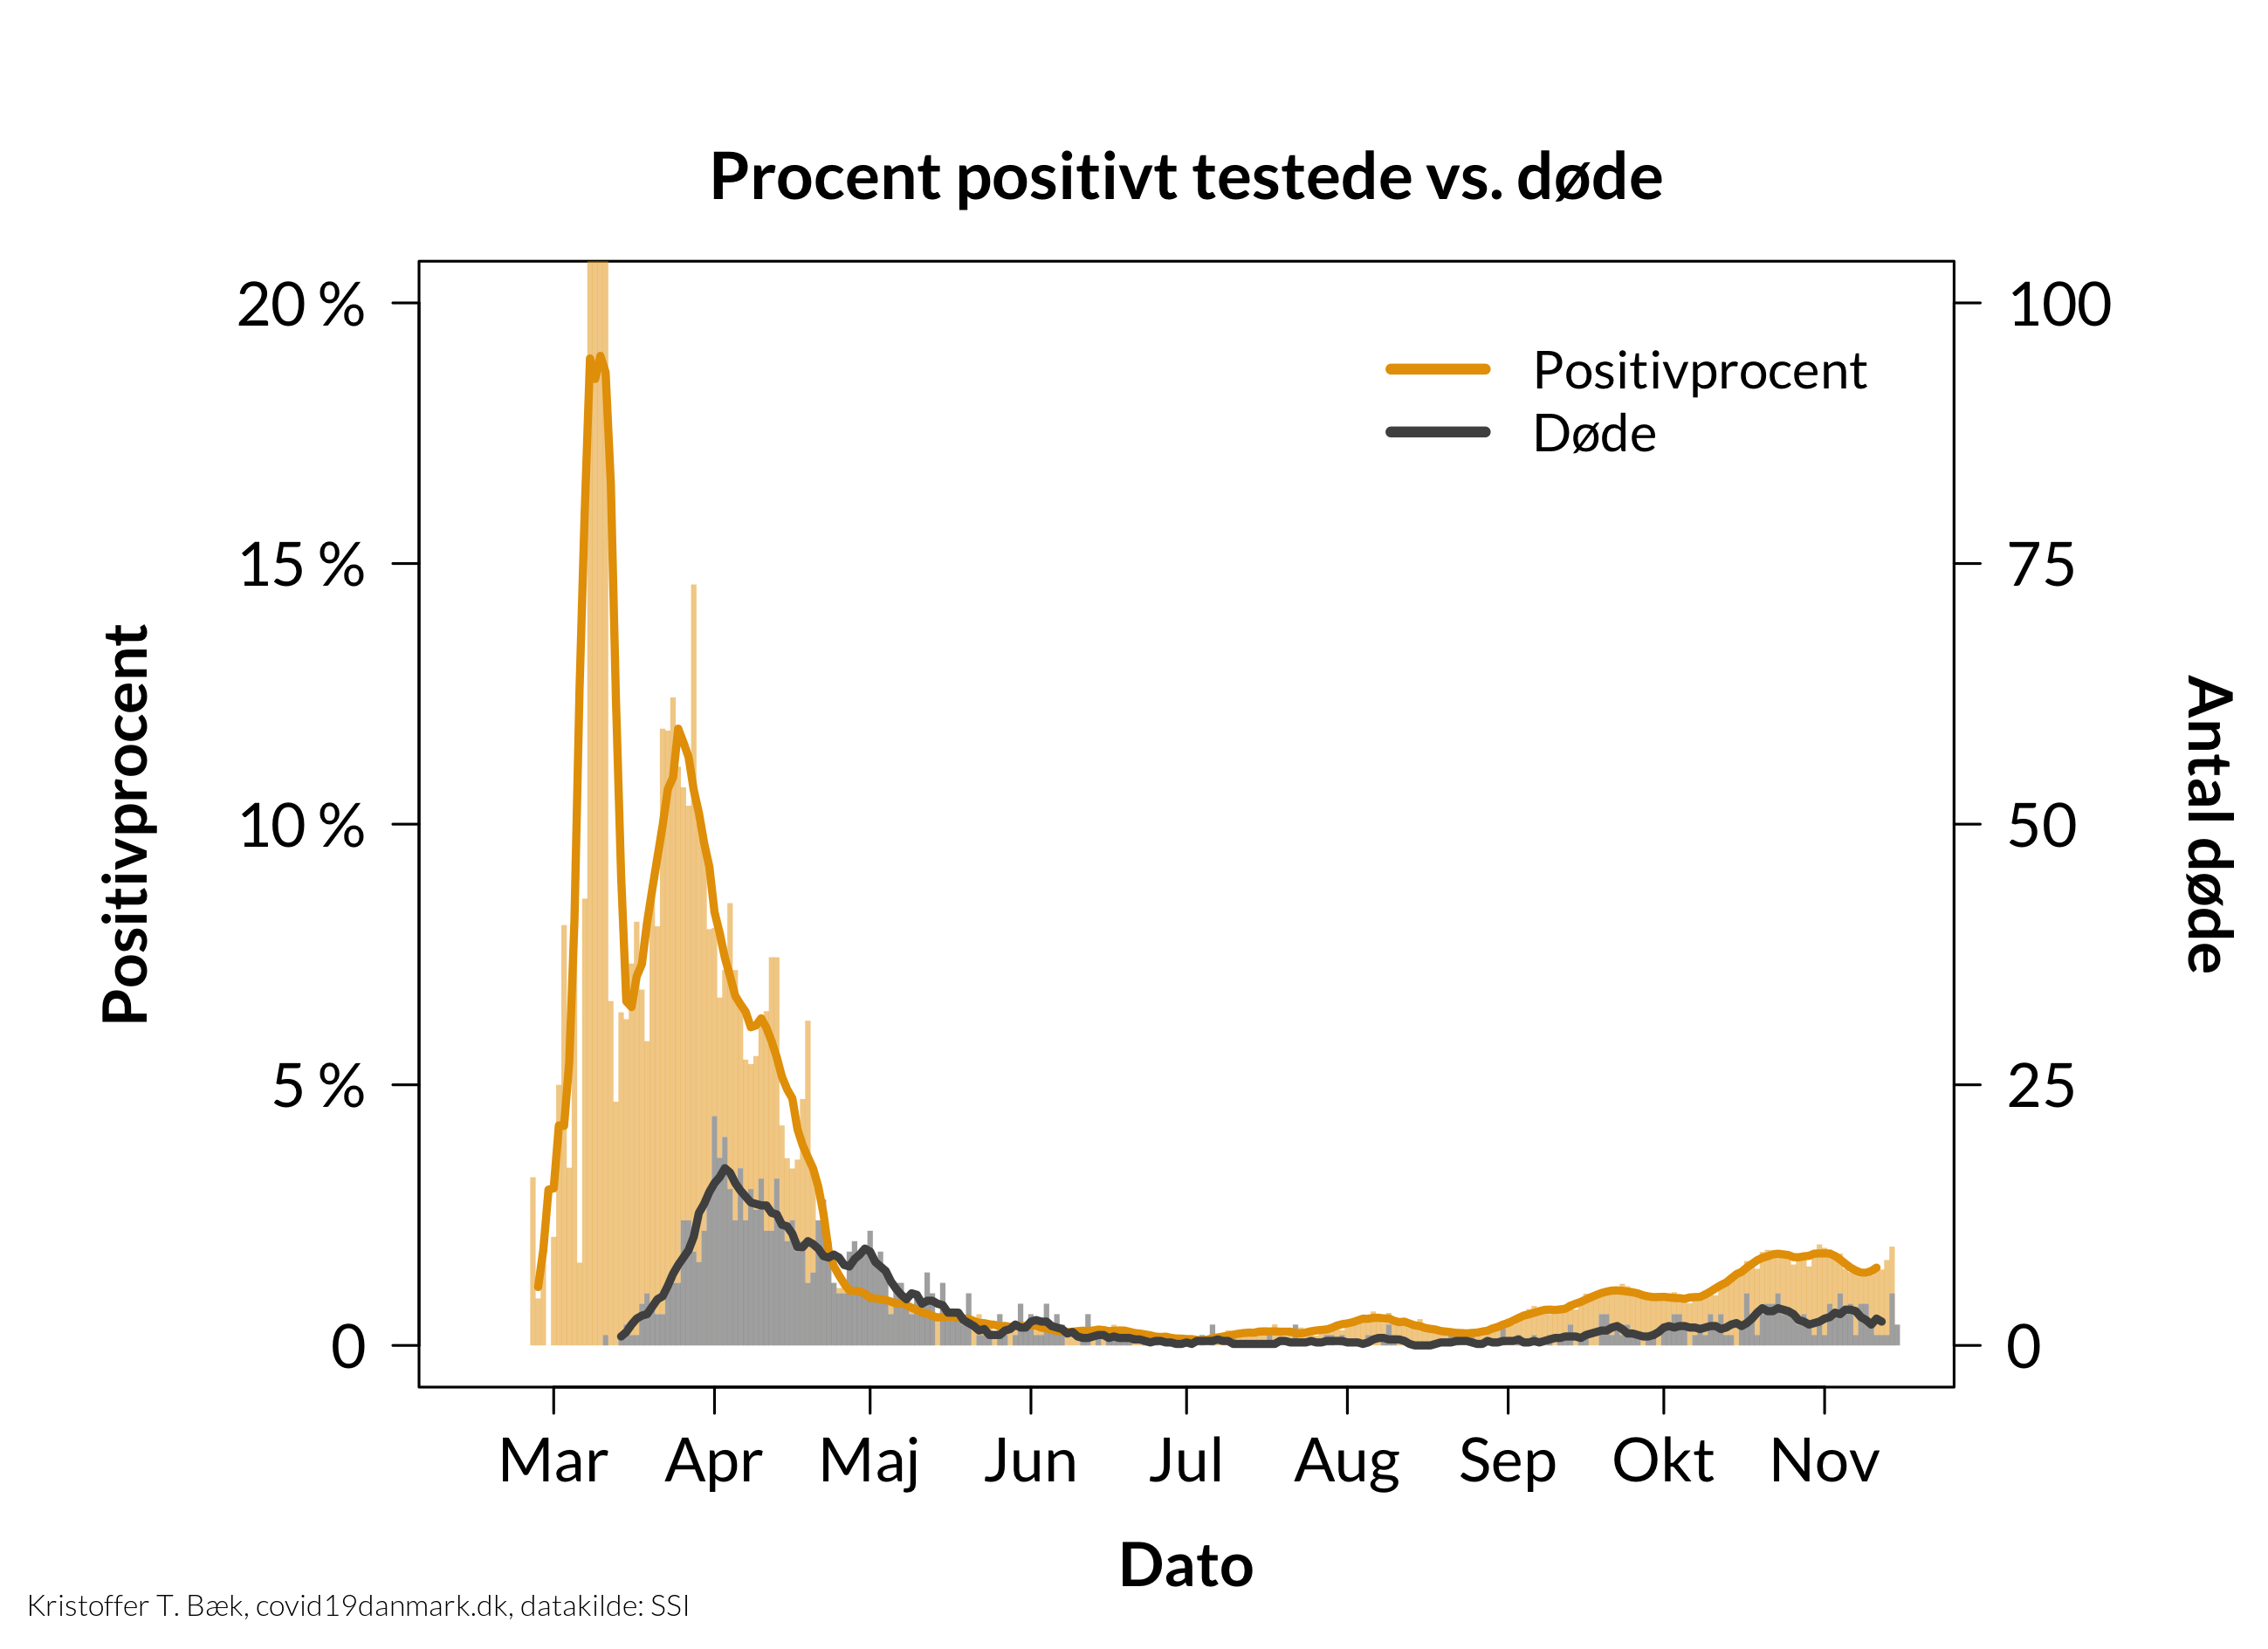 Procent positivt testede vs. døde
20 %
15 %
10 %
5 %
0
Positivprocent
100
75
50
25
0
Antal døde
Positivprocent
Døde
Mar Apr Maj Jun Jul Aug Sep Okt Nov
Dato
Kristoffer T. Bæk, covid19danmark.dk, datakilde: SSI